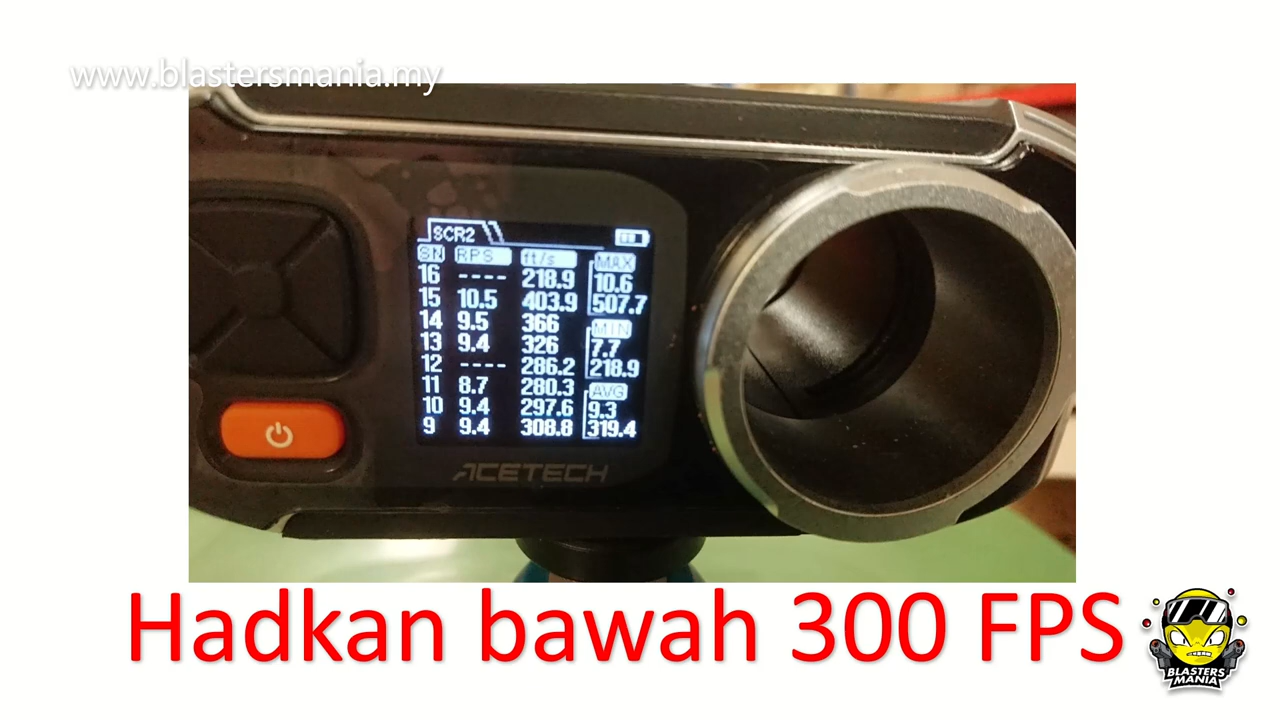 www.blastersmania.my
SCR2
SN RPS ft/s MAX
16 ---- 218.9 10.6
15 10.5 403.9 507.7
14 9.5 366 MIN
13 9.4 326 7.7
12 ---- 286.2 218.9
11 8.7 280.3 AVG
10 9.4 297.6 9.3
9 9.4 308.8 319.4
ACETECH
Hadkan bawah 300 FPS
BLASTERS
MANIA